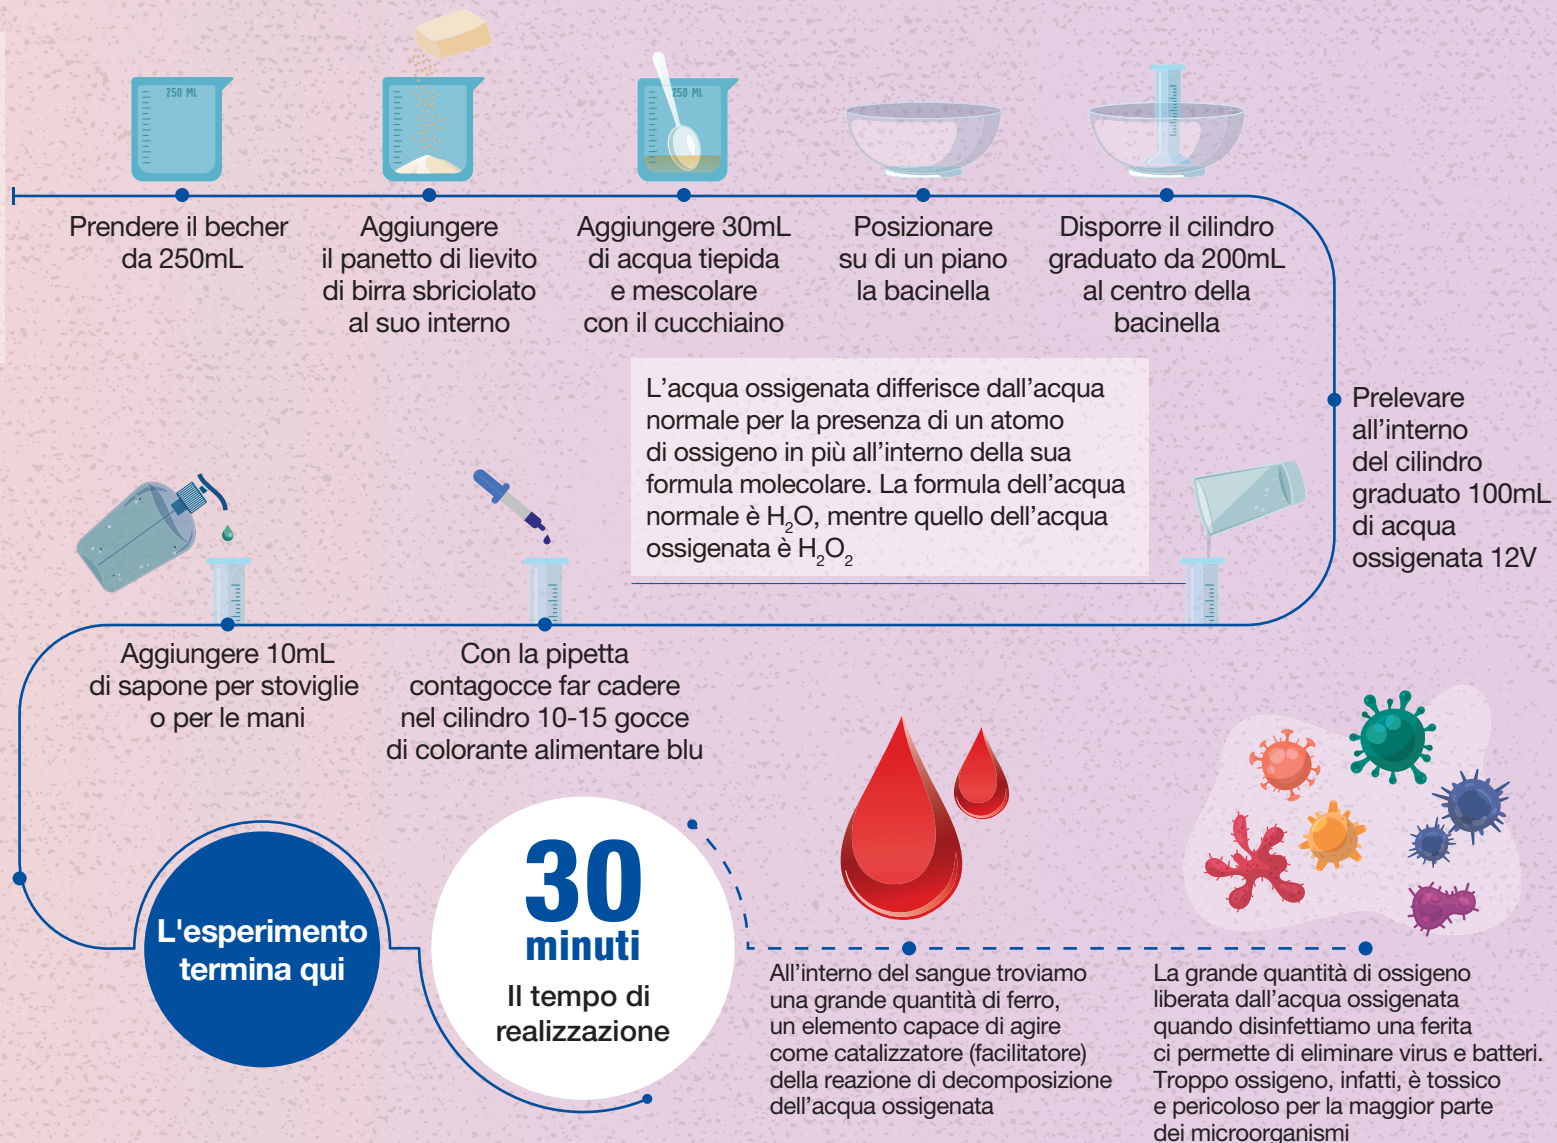 250 ML
250 ML
Prendere il becher
da 250mL
Aggiungere
il panetto di lievito
di birra sbriciolato
al suo interno
Aggiungere 30mL
di acqua tiepida
e mescolare
con il cucchiaino
Posizionare
su di un piano
la bacinella
Disporre il cilindro
graduato da 200mL
al centro della
bacinella
Prelevare
all’interno
del cilindro
graduato 100mL
di acqua
ossigenata 12V
L’acqua ossigenata differisce dall’acqua
normale per la presenza di un atomo
di ossigeno in più all’interno della sua
formula molecolare. La formula dell’acqua
normale è H₂O, mentre quello dell’acqua
ossigenata è H₂O₂
Con la pipetta
contagocce far cadere
nel cilindro 10-15 gocce
di colorante alimentare blu
Aggiungere 10mL
di sapone per stoviglie
o per le mani
L'esperimento
termina qui
30
minuti
Il tempo di
realizzazione
All’interno del sangue troviamo
una grande quantità di ferro,
un elemento capace di agire
come catalizzatore (facilitatore)
della reazione di decomposizione
dell’acqua ossigenata
La grande quantità di ossigeno
liberata dall’acqua ossigenata
quando disinfettiamo una ferita
ci permette di eliminare virus e batteri.
Troppo ossigeno, infatti, è tossico
e pericoloso per la maggior parte
dei microorganismi